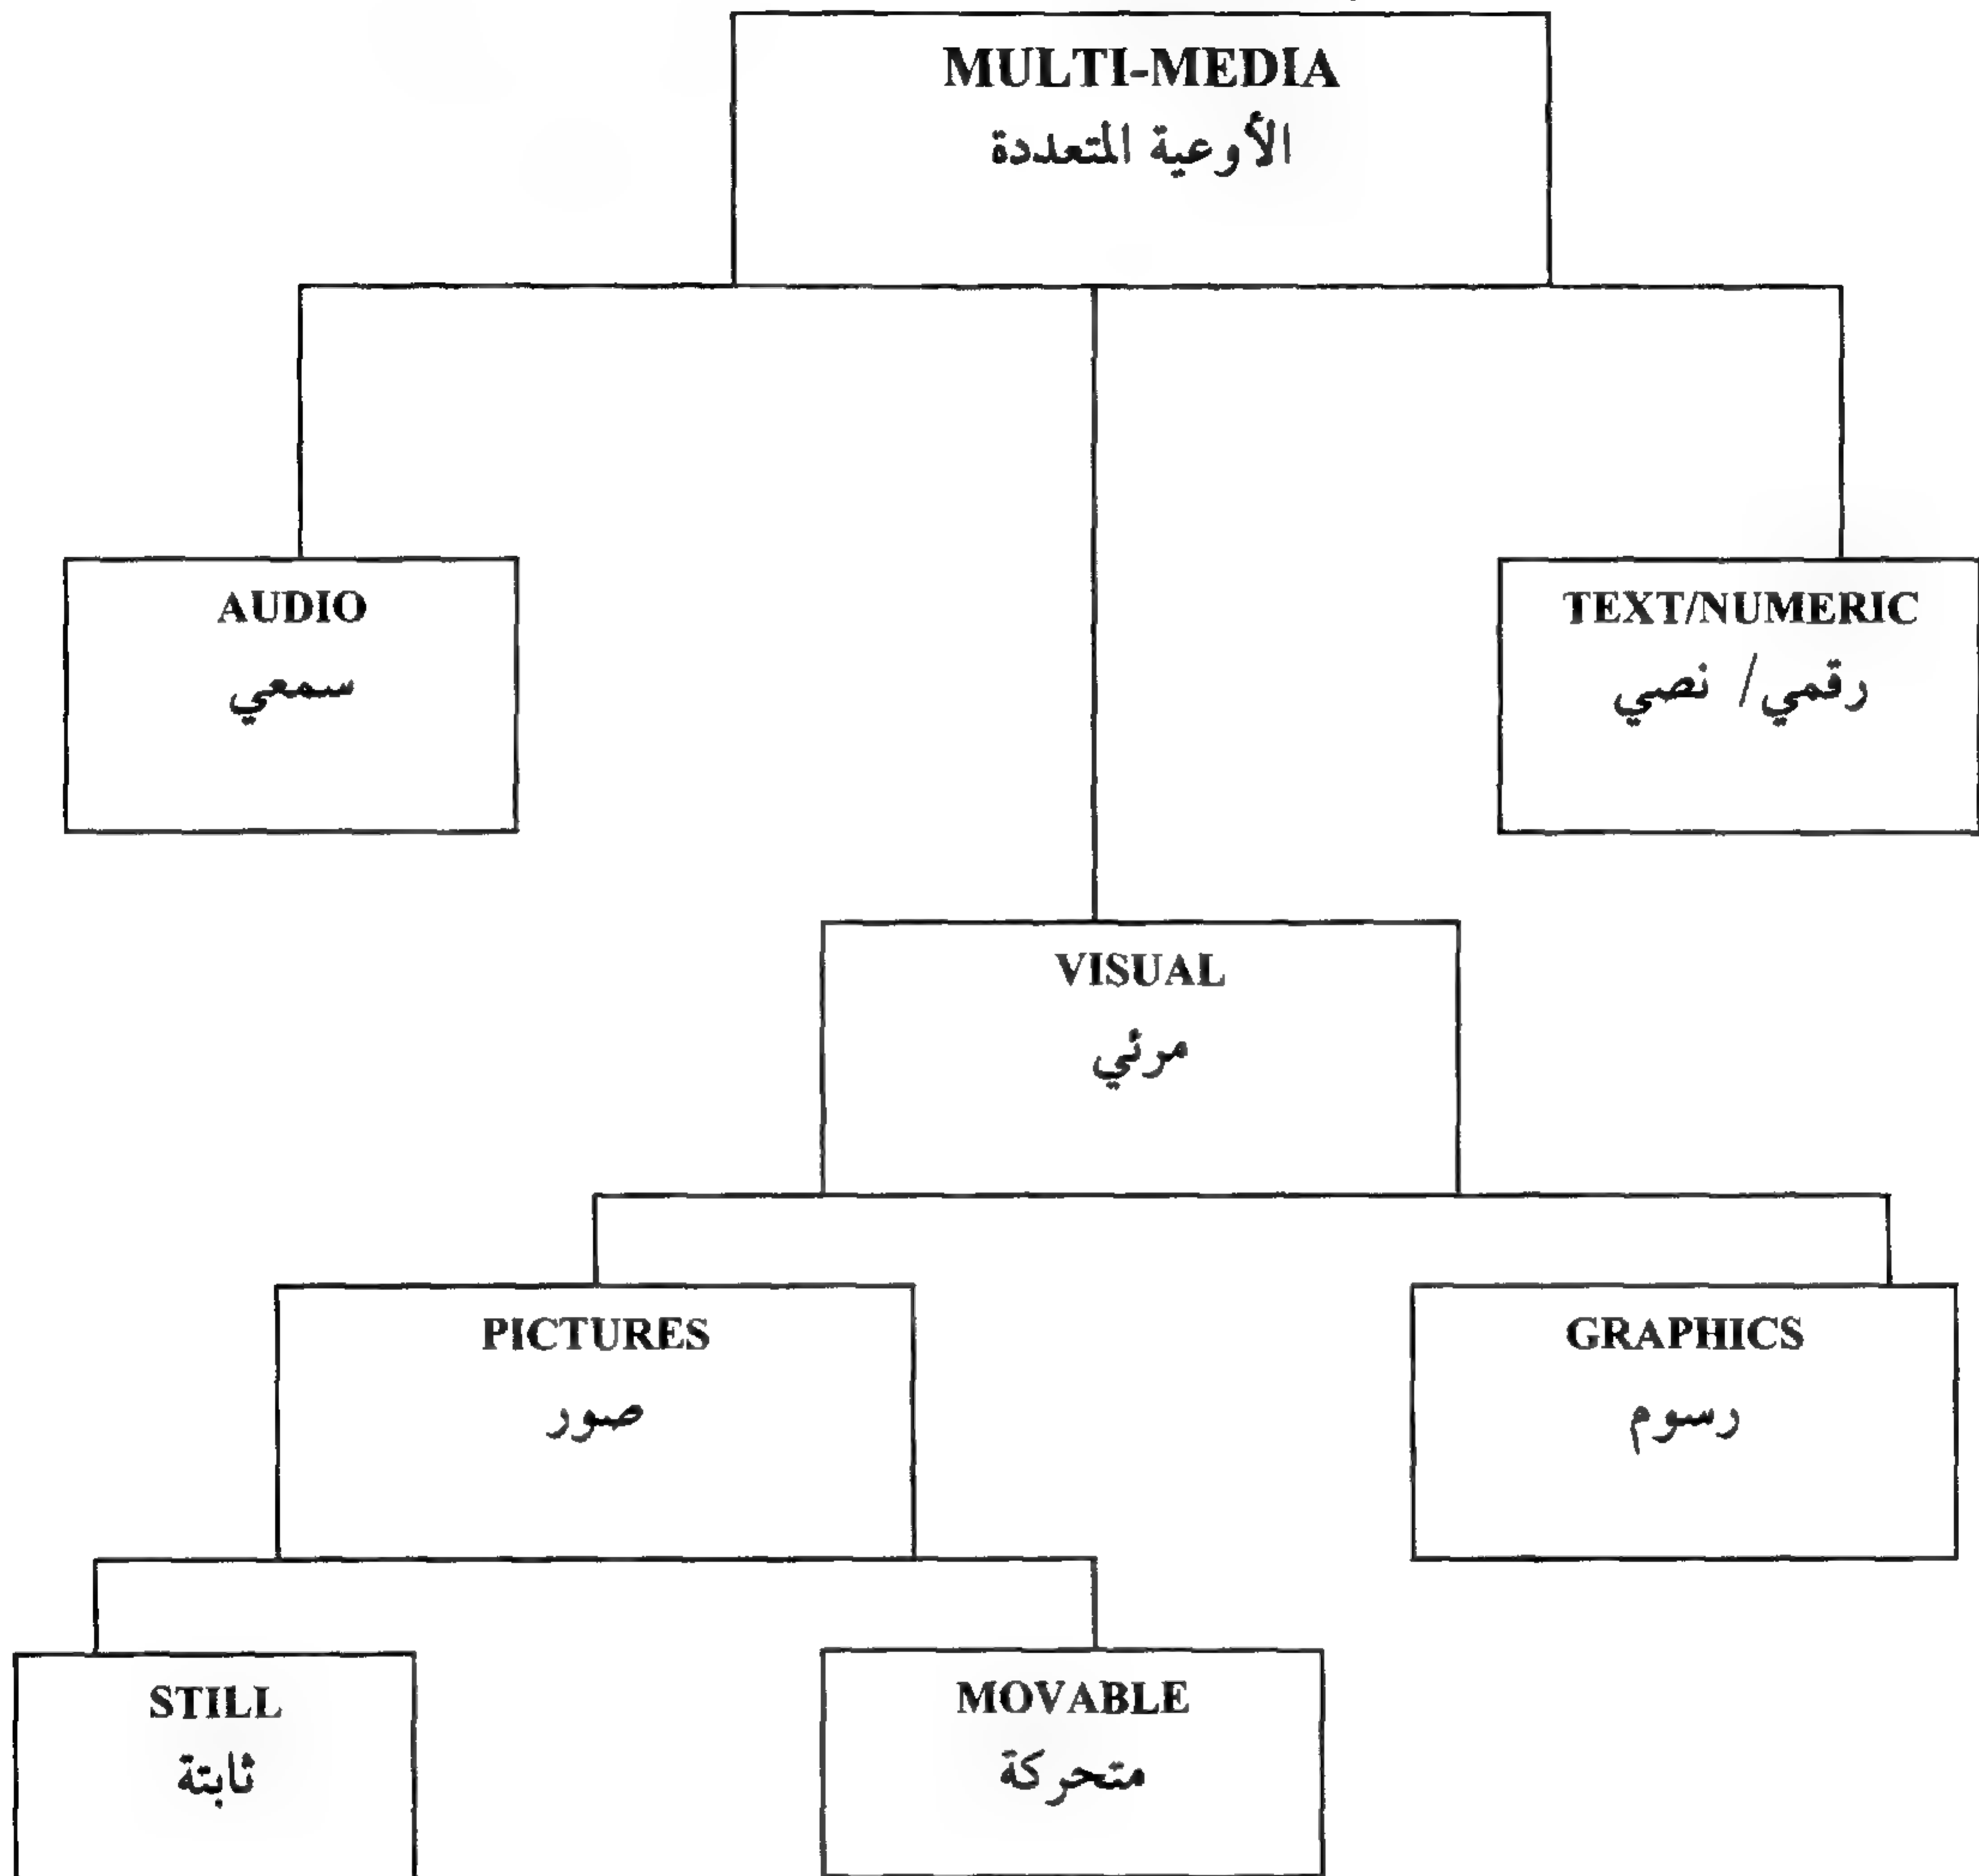 MULTI-MEDIA
الأوعية المتعددة
AUDIO
سمعي
TEXT/NUMERIC
رقمي/ نصي
VISUAL
مرئي
PICTURES
صور
GRAPHICS
رسوم
STILL
ثابتة
MOVABLE
متحركة